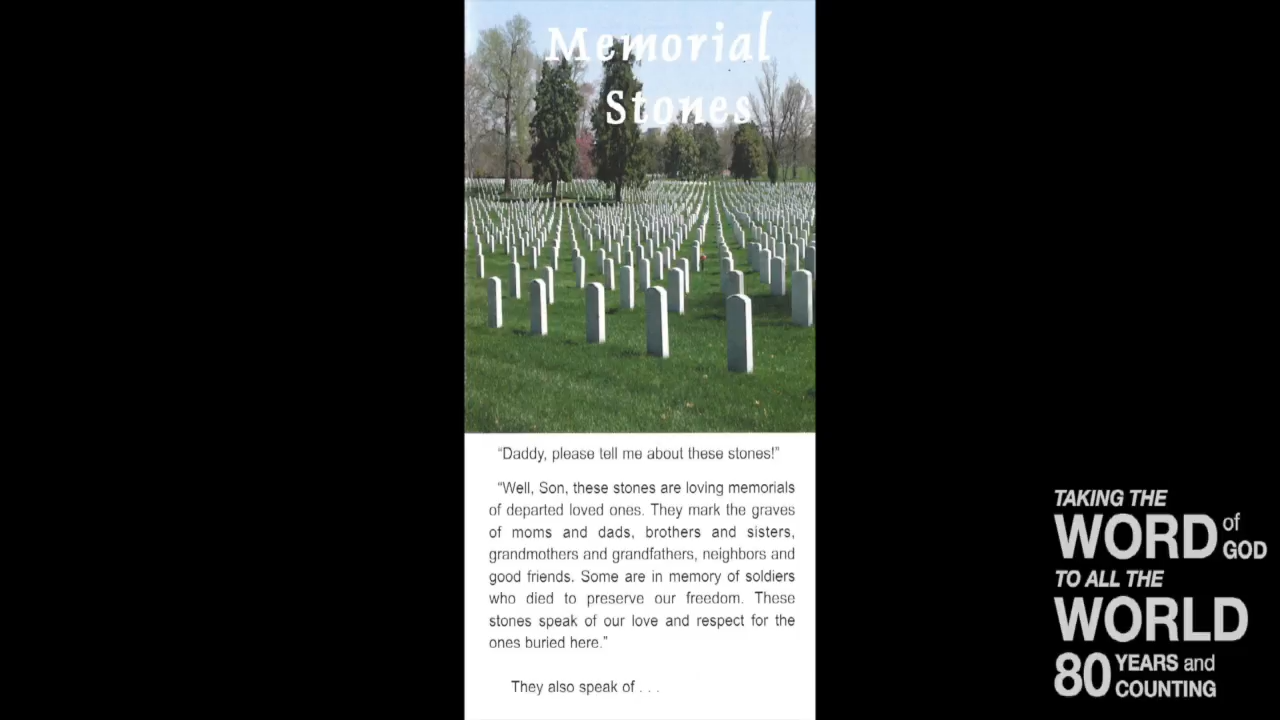 Memorial
Stones
“Daddy, please tell me about these stones!”
“Well, Son, these stones are loving memorials
of departed loved ones. They mark the graves
of moms and dads, brothers and sisters,
grandmothers and grandfathers, neighbors and
good friends. Some are in memory of soldiers
who died to preserve our freedom. These
stones speak of our love and respect for the
ones buried here.”
They also speak of . . .
TAKING THE
WORD of GOD
TO ALL THE
WORLD
80 YEARS and
COUNTING